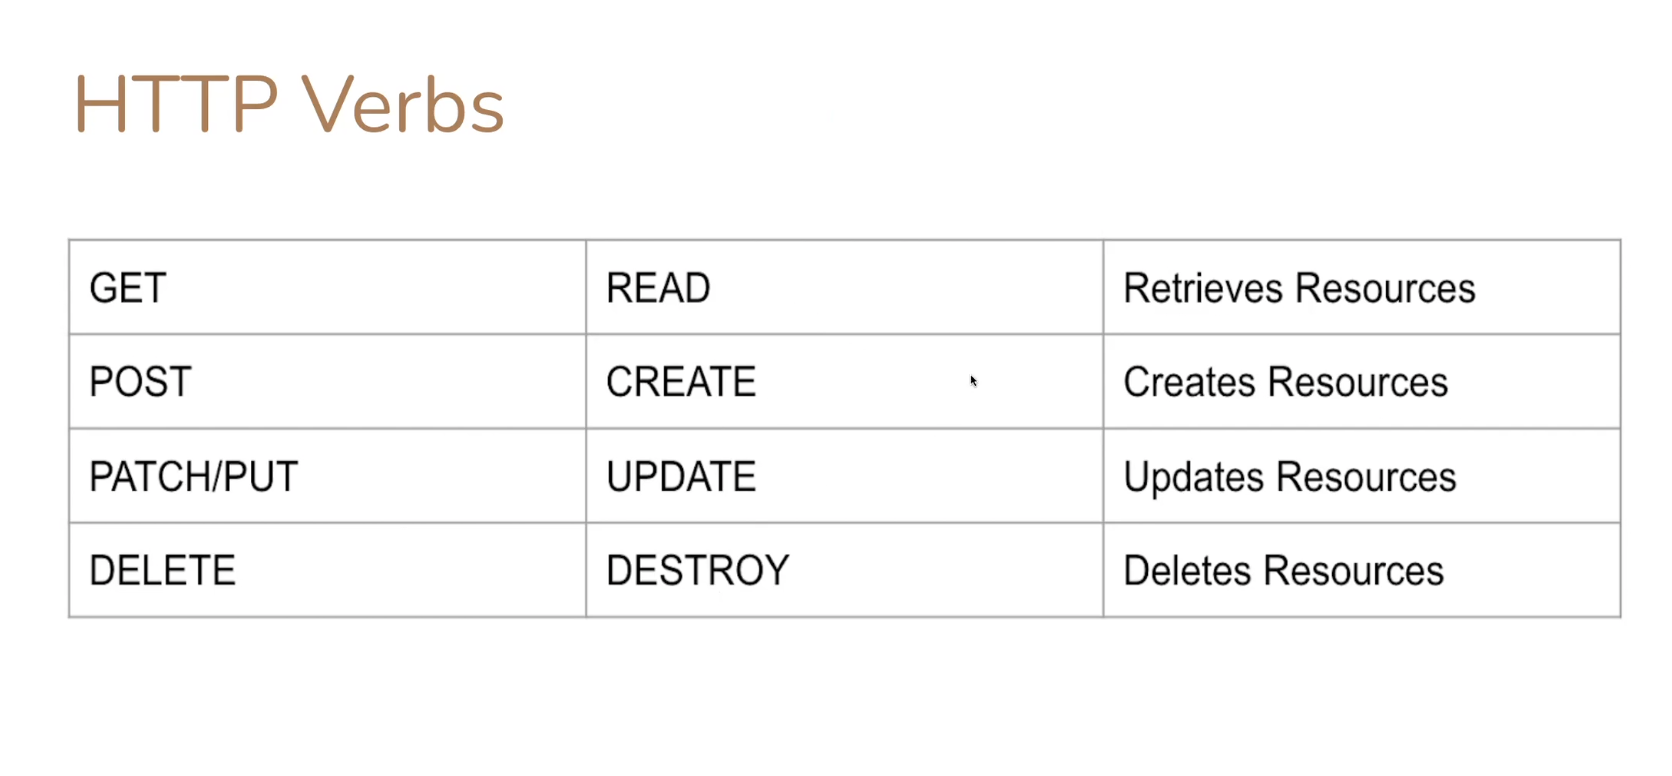 HTTP Verbs
GET READ Retrieves Resources
POST CREATE Creates Resources
PATCH/PUT UPDATE Updates Resources
DELETE DESTROY Deletes Resources